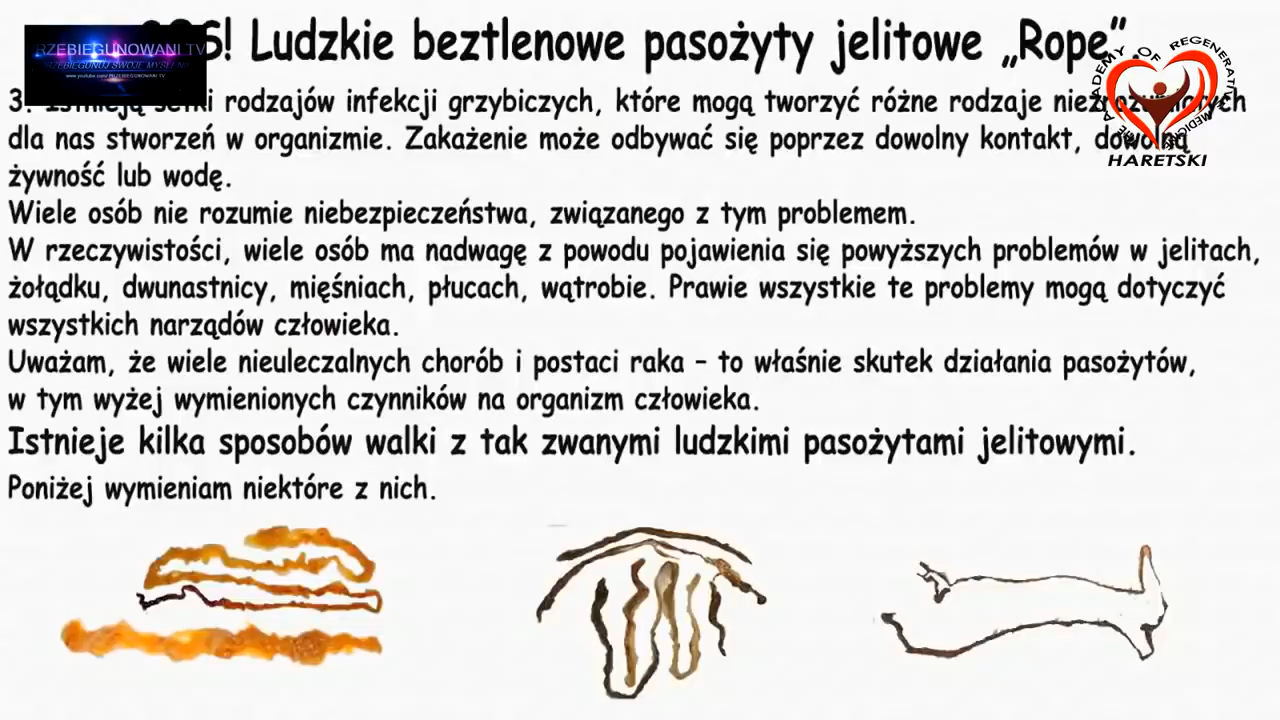 RZEBIEGUNOWANI TV
! Ludzkie beztlenowe pasożyty jelitowe „Rope”.
3. Istnieją setki rodzajów infekcji grzybiczych, które mogą tworzyć różne rodzaje
dla nas stworzeń w organizmie. Zakażenie może odbywać się poprzez dowolny kontakt, dowolną
żywność lub wodę.
Wiele osób nie rozumie niebezpieczeństwa, związanego z tym problemem.
W rzeczywistości, wiele osób ma nadwagę z powodu pojawienia się powyższych problemów w jelitach,
żołądku, dwunastnicy, mięśniach, płucach, wątrobie. Prawie wszystkie te problemy mogą dotyczyć
wszystkich narządów człowieka.
Uważam, że wiele nieuleczalnych chorób i postaci raka – to właśnie skutek działania pasożytów,
w tym wyżej wymienionych czynników na organizm człowieka.
Istnieje kilka sposobów walki z tak zwanymi ludzkimi pasożytami jelitowymi.
Poniżej wymieniam niektóre z nich.
HARETSKI